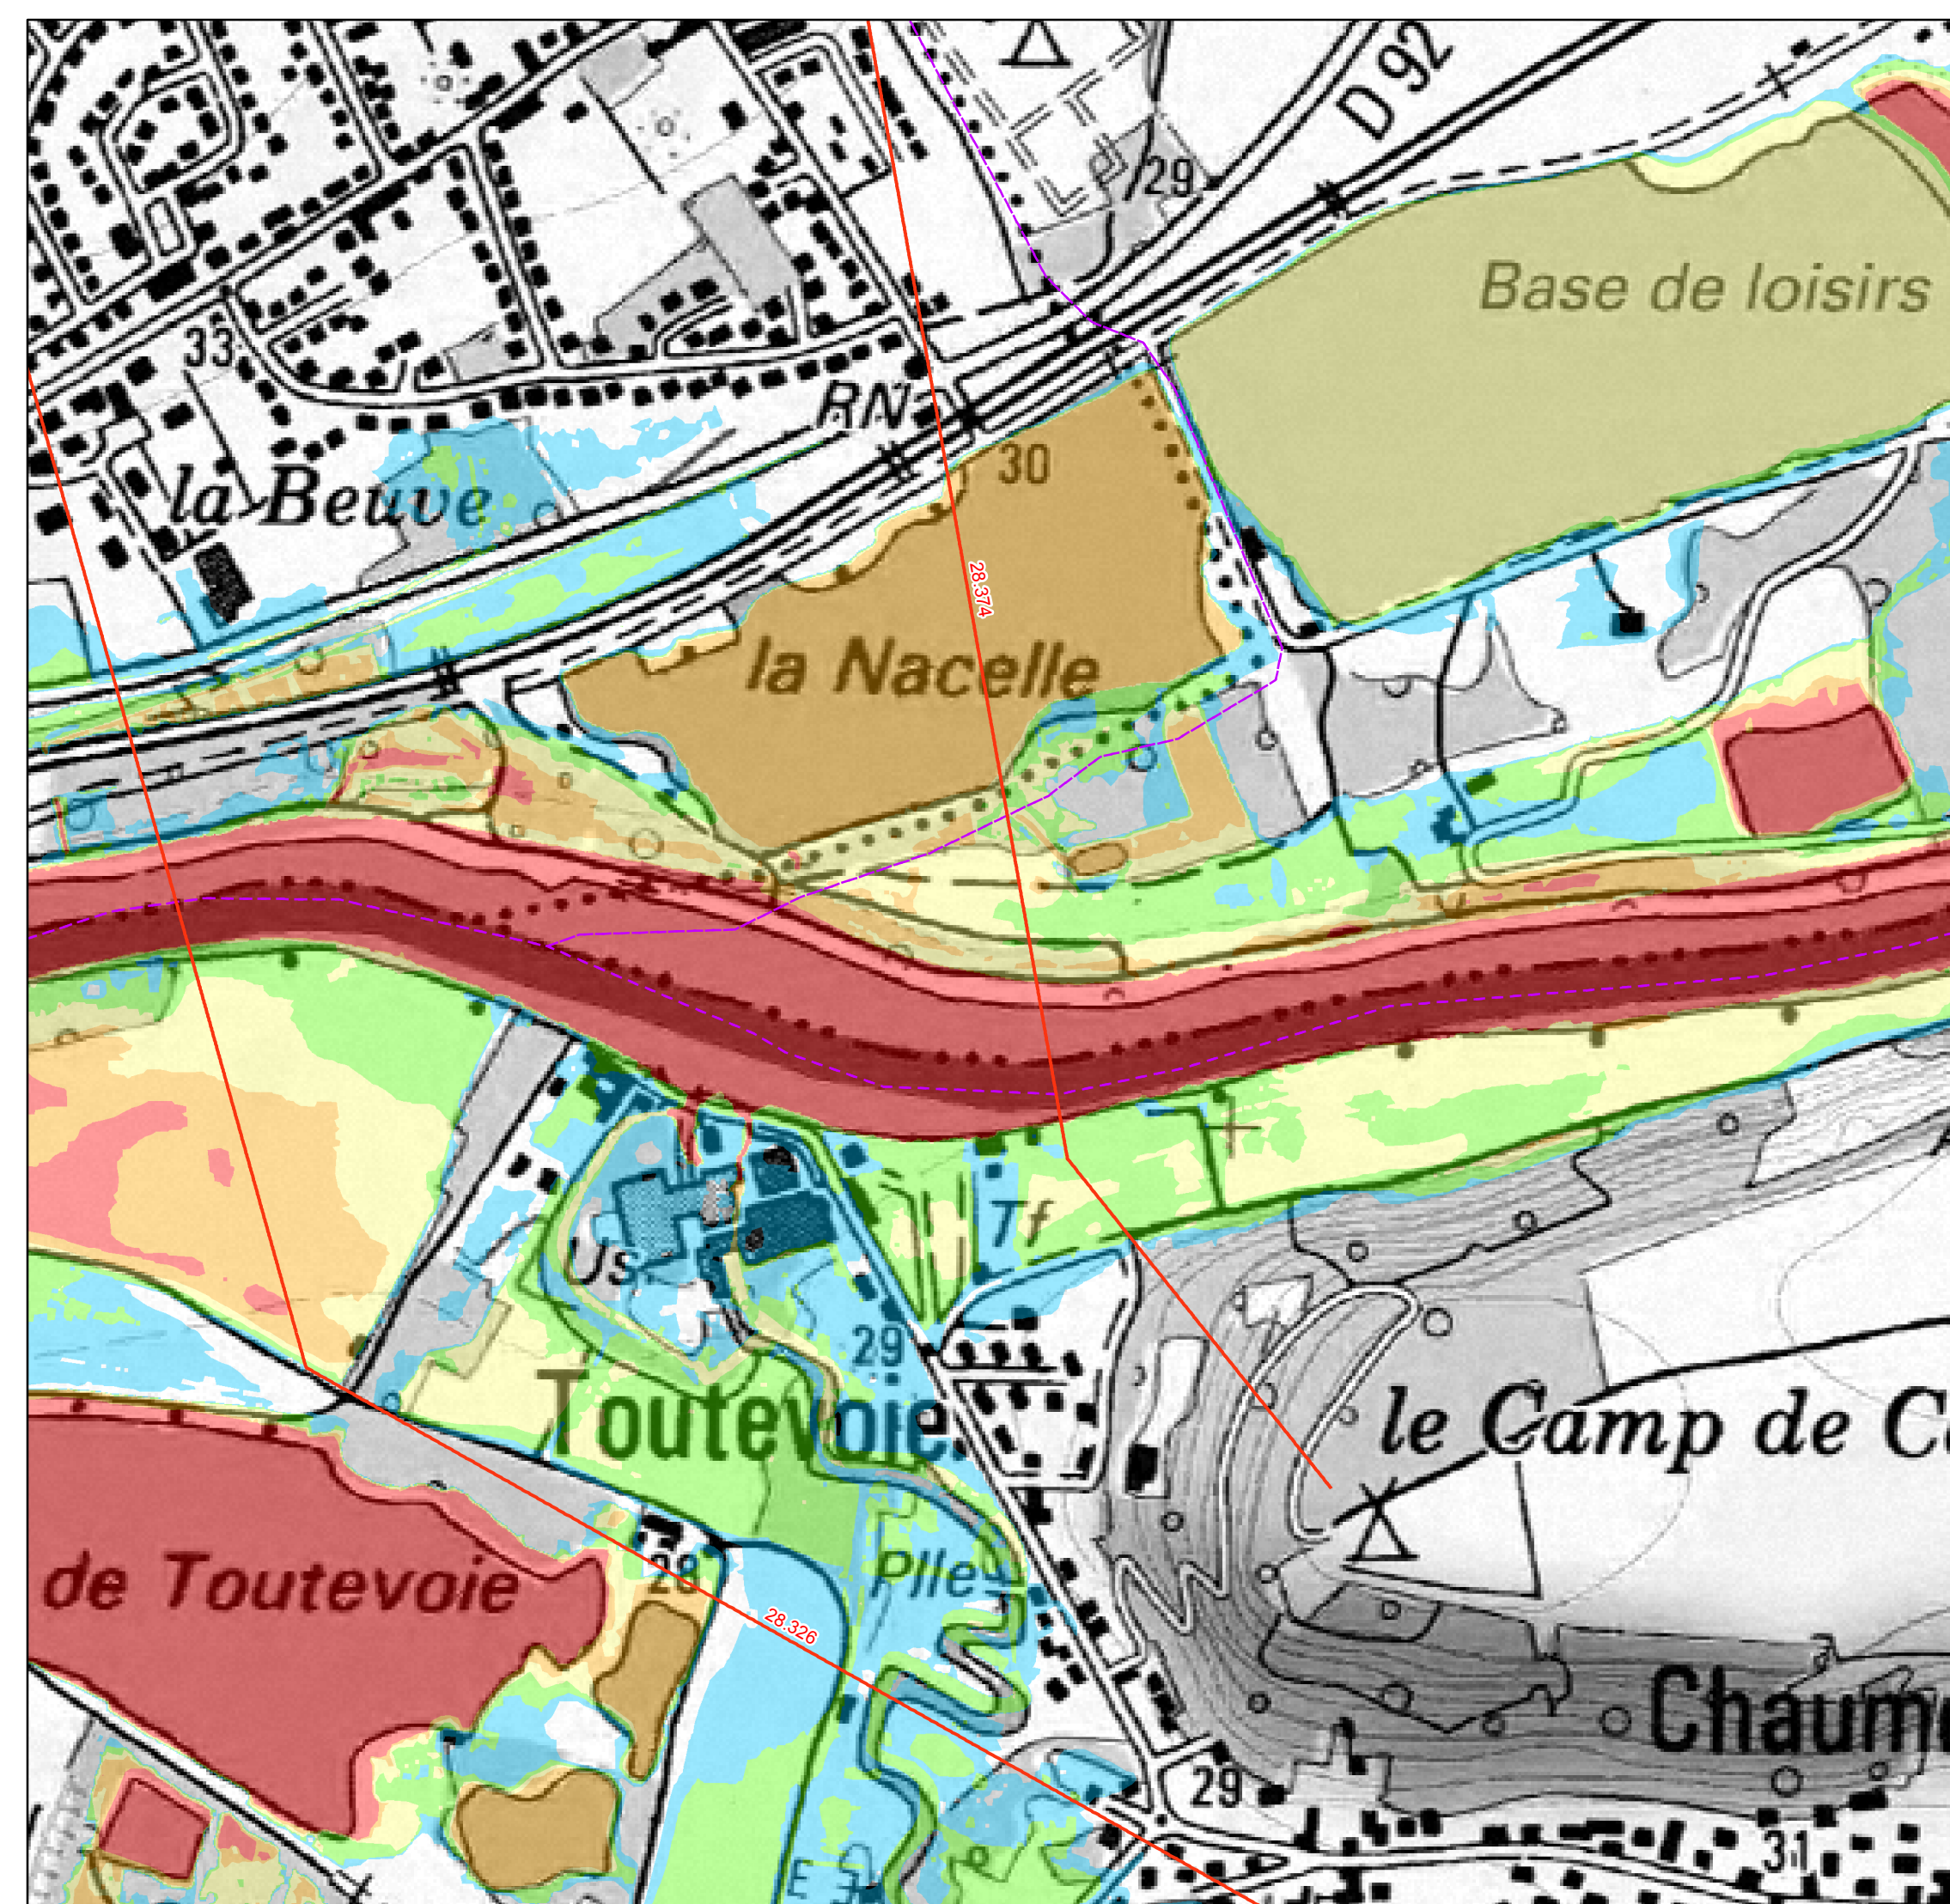 D 92
29
Base de loisirs
33
RN
30
la Beuve
28.374
la Nacelle
Tf
Us.
29
Toutevoie
le Camp de C
de Toutevoie
28
Plle
28.326
Chaum
29
31